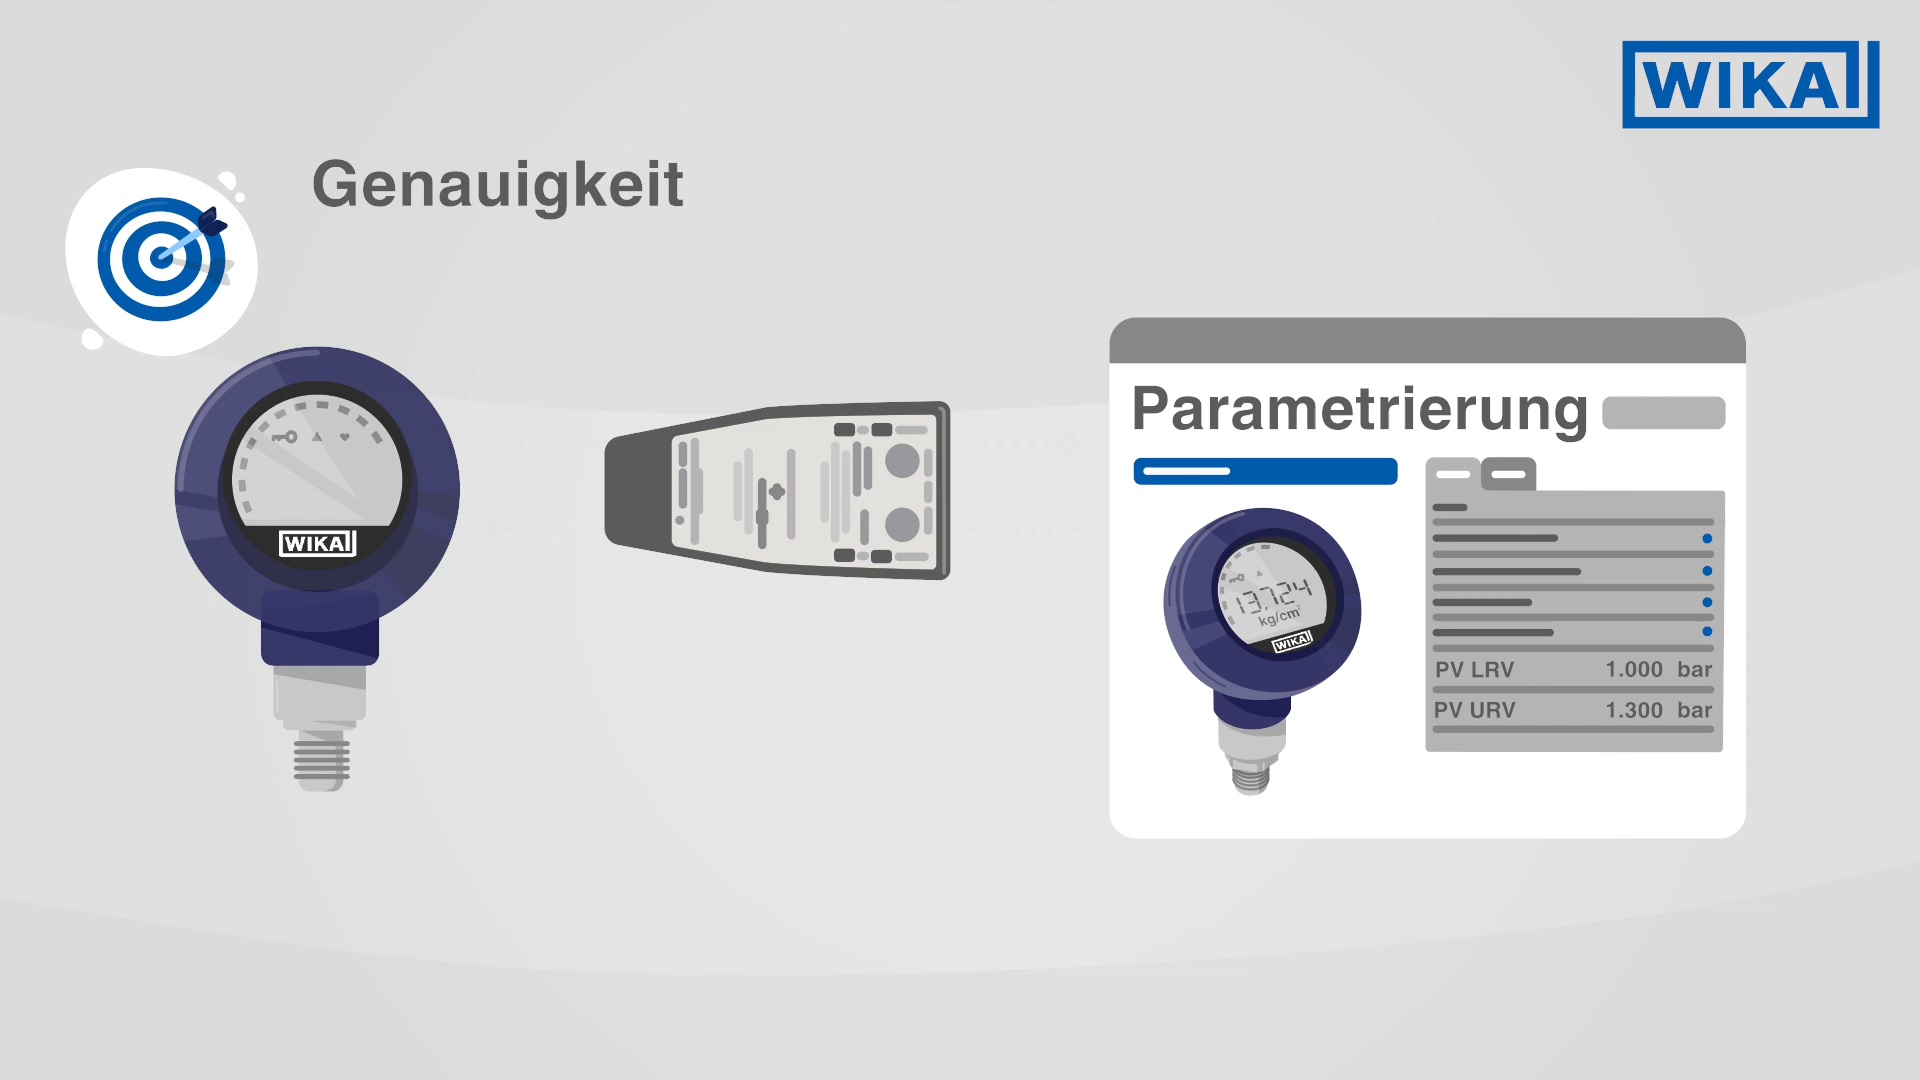 WIKA
Genauigkeit
WIKA
Parametrierung
13.724
kg/cm²
WIKA
PV LRV 1.000 bar
PV URV 1.300 bar